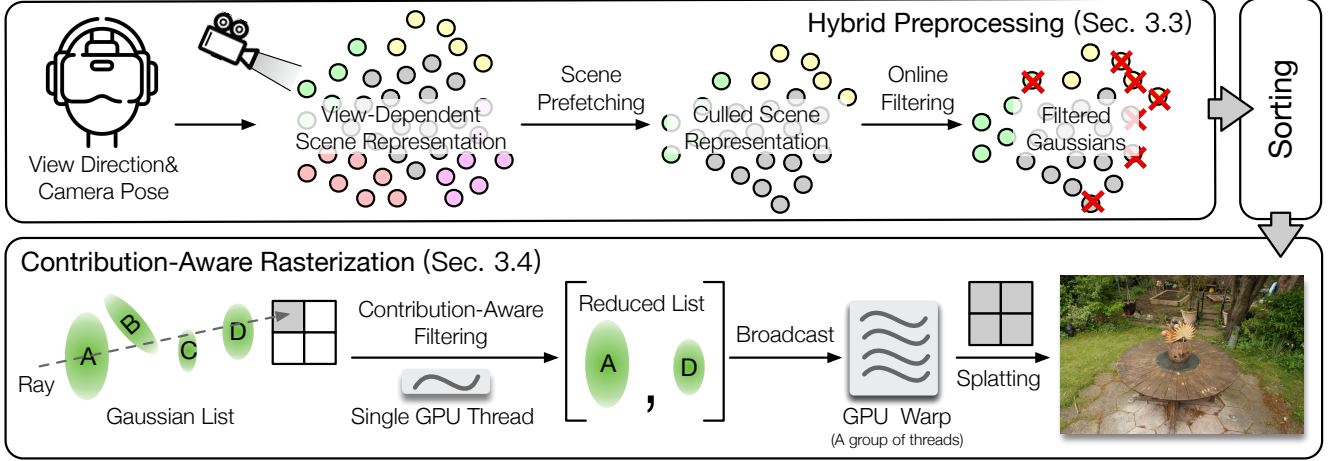 Hybrid Preprocessing (Sec. 3.3)
View Direction&
Camera Pose
View-Dependent
Scene Representation
Scene
Prefetching
Culled Scene
Representation
Online
Filtering
Filtered
Gaussians
Sorting
Contribution-Aware Rasterization (Sec. 3.4)
Ray
A
B
C
D
Gaussian List
Contribution-Aware
Filtering
Single GPU Thread
Reduced List
A , D
Broadcast
GPU Warp
(A group of threads)
Splatting